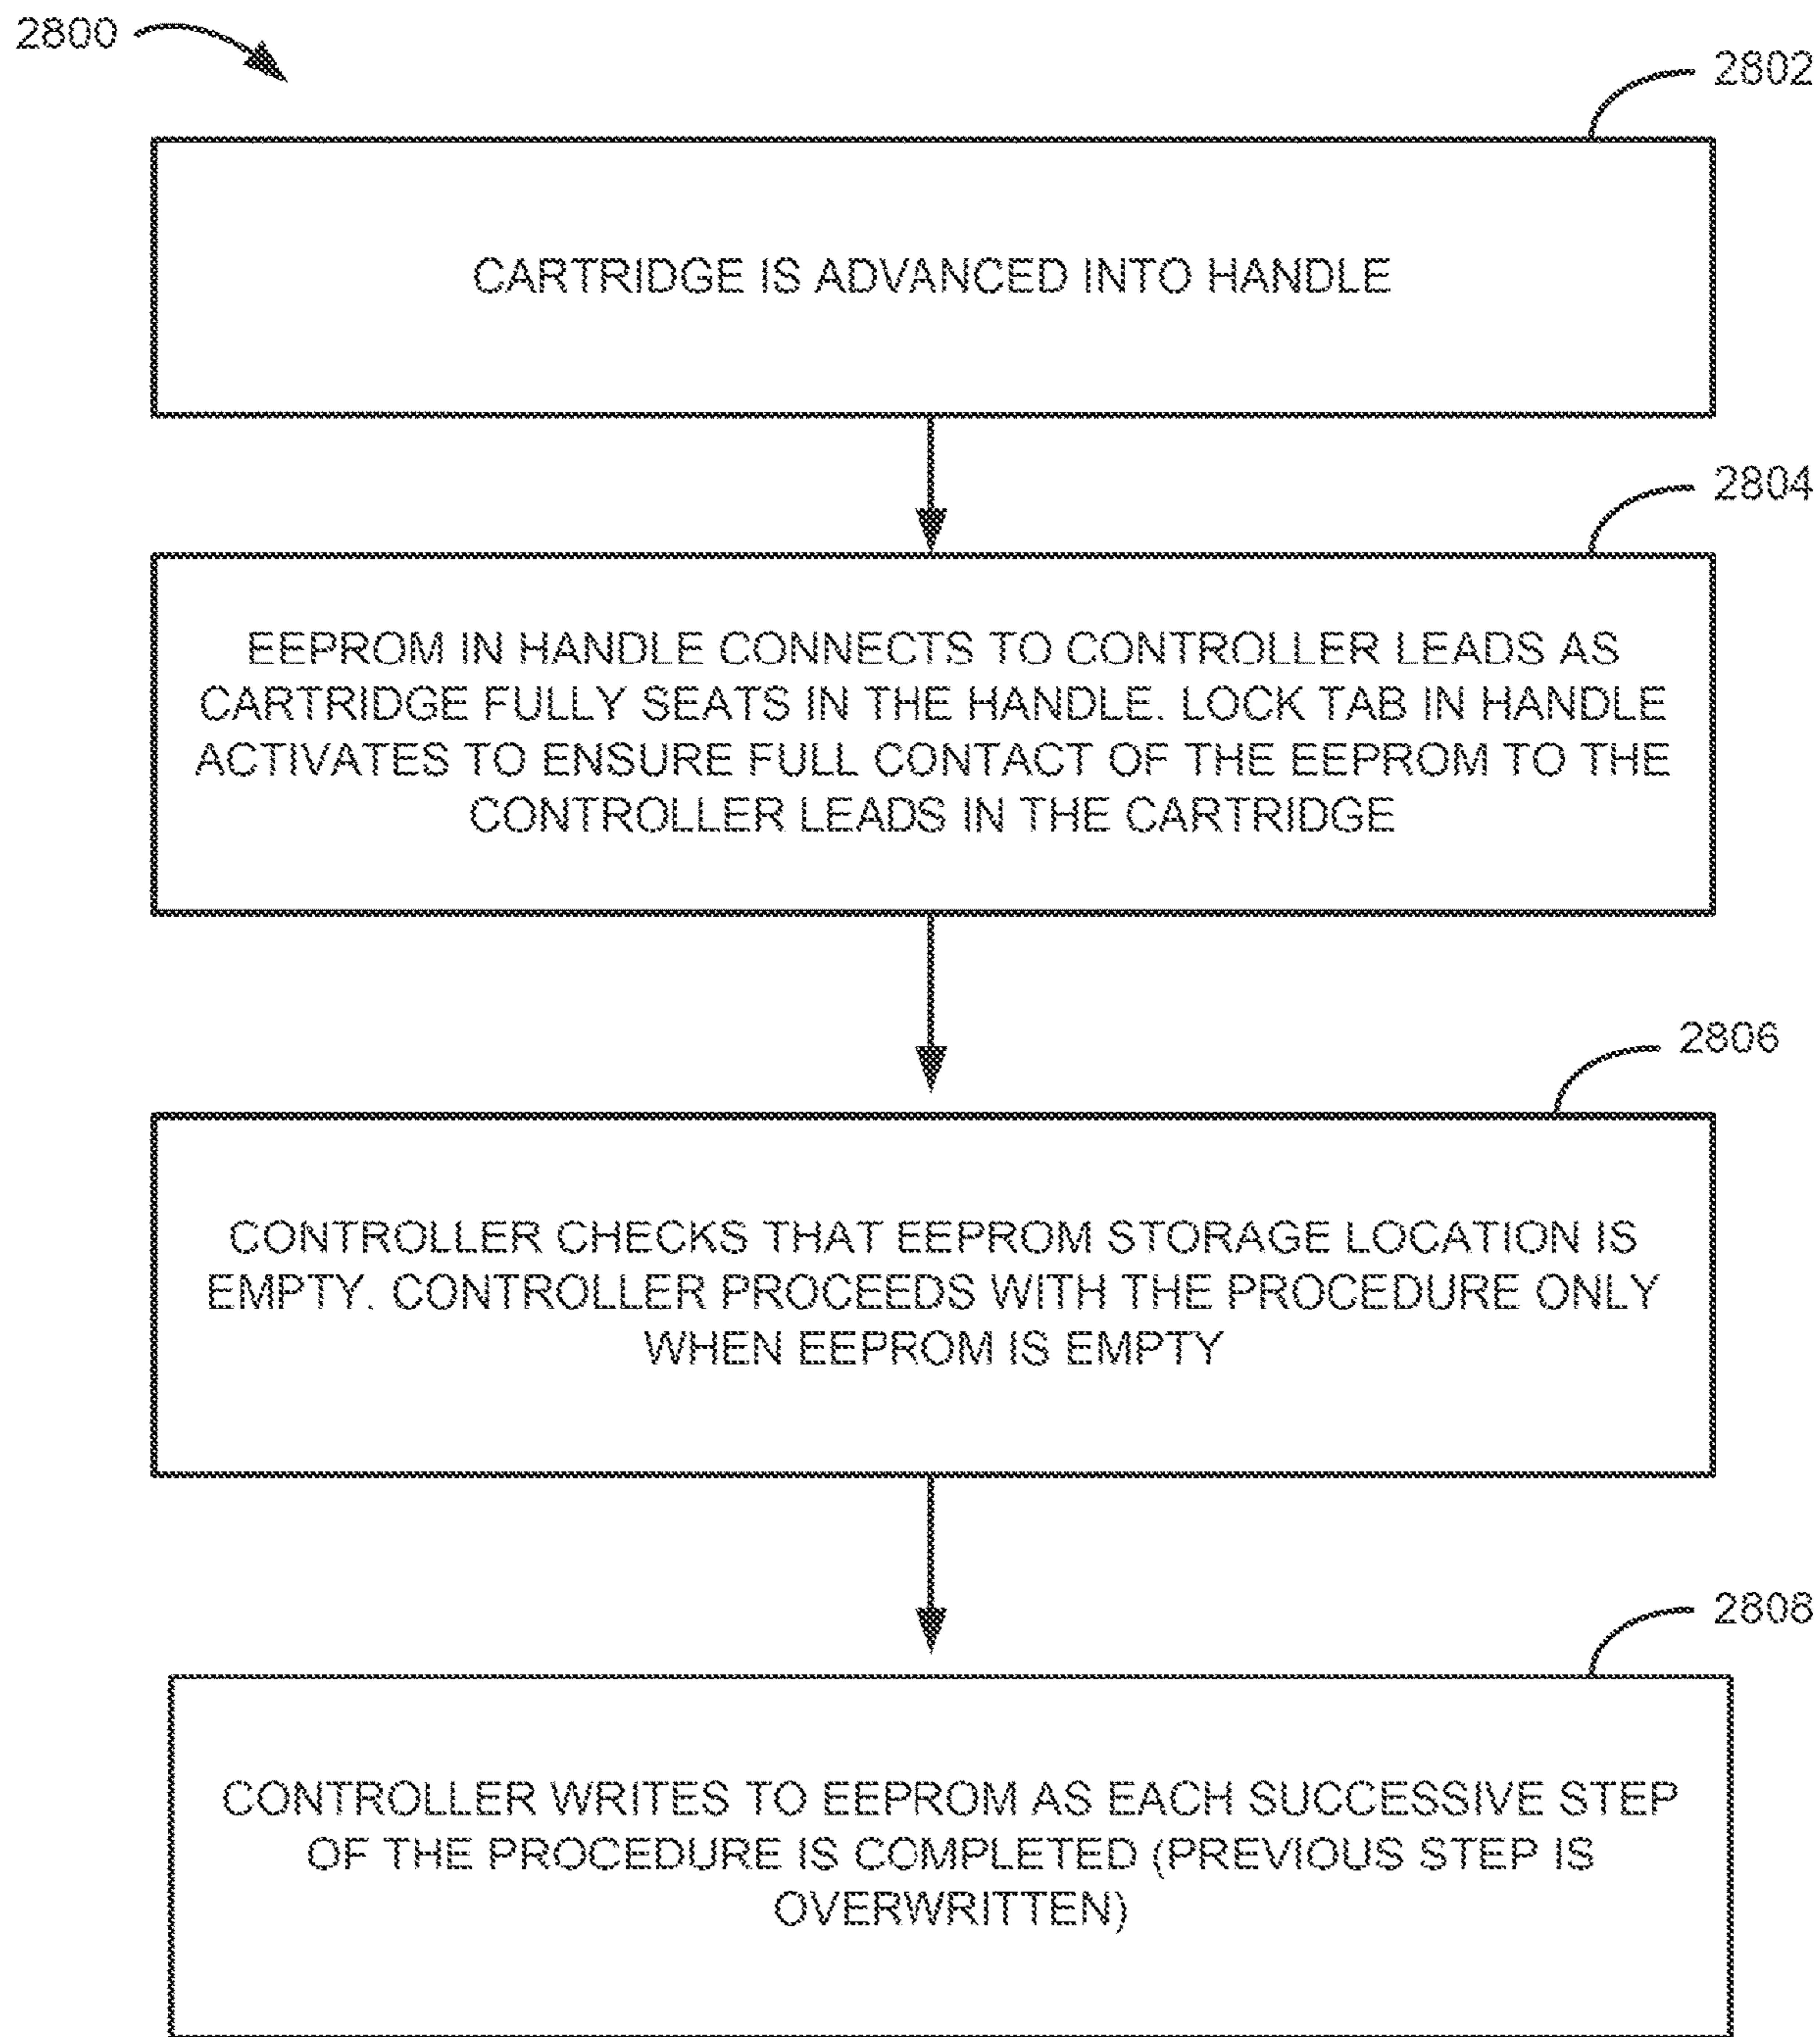 2800
2802
CARTRIDGE IS ADVANCED INTO HANDLE
2804
EEPROM IN HANDLE CONNECTS TO CONTROLLER LEADS AS
CARTRIDGE FULLY SEATS IN THE HANDLE. LOCK TAB IN HANDLE
ACTIVATES TO ENSURE FULL CONTACT OF THE EEPROM TO THE
CONTROLLER LEADS IN THE CARTRIDGE
2806
CONTROLLER CHECKS THAT EEPROM STORAGE LOCATION IS
EMPTY. CONTROLLER PROCEEDS WITH THE PROCEDURE ONLY
WHEN EEPROM IS EMPTY
2808
CONTROLLER WRITES TO EEPROM AS EACH SUCCESSIVE STEP
OF THE PROCEDURE IS COMPLETED (PREVIOUS STEP IS
OVERWRITTEN)